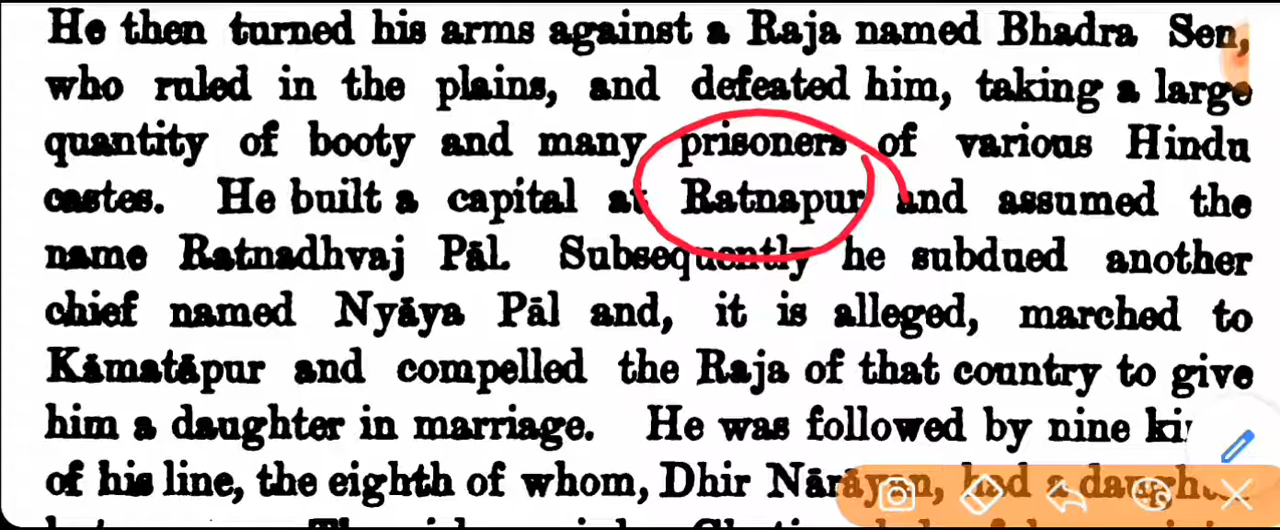 He then turned his arms against a Raja named Bhadra Sen,
who ruled in the plains, and defeated him, taking a large
quantity of booty and many prisoners of various Hindu
castes. He built a capital at Ratnapur and assumed the
name Ratnadhvaj Pāl. Subsequently he subdued another
chief named Nyāya Pāl and, it is alleged, marched to
Kāmatāpur and compelled the Raja of that country to give
him a daughter in marriage. He was followed by nine
of his line, the eighth of whom, Dhir Nārāyan, had a